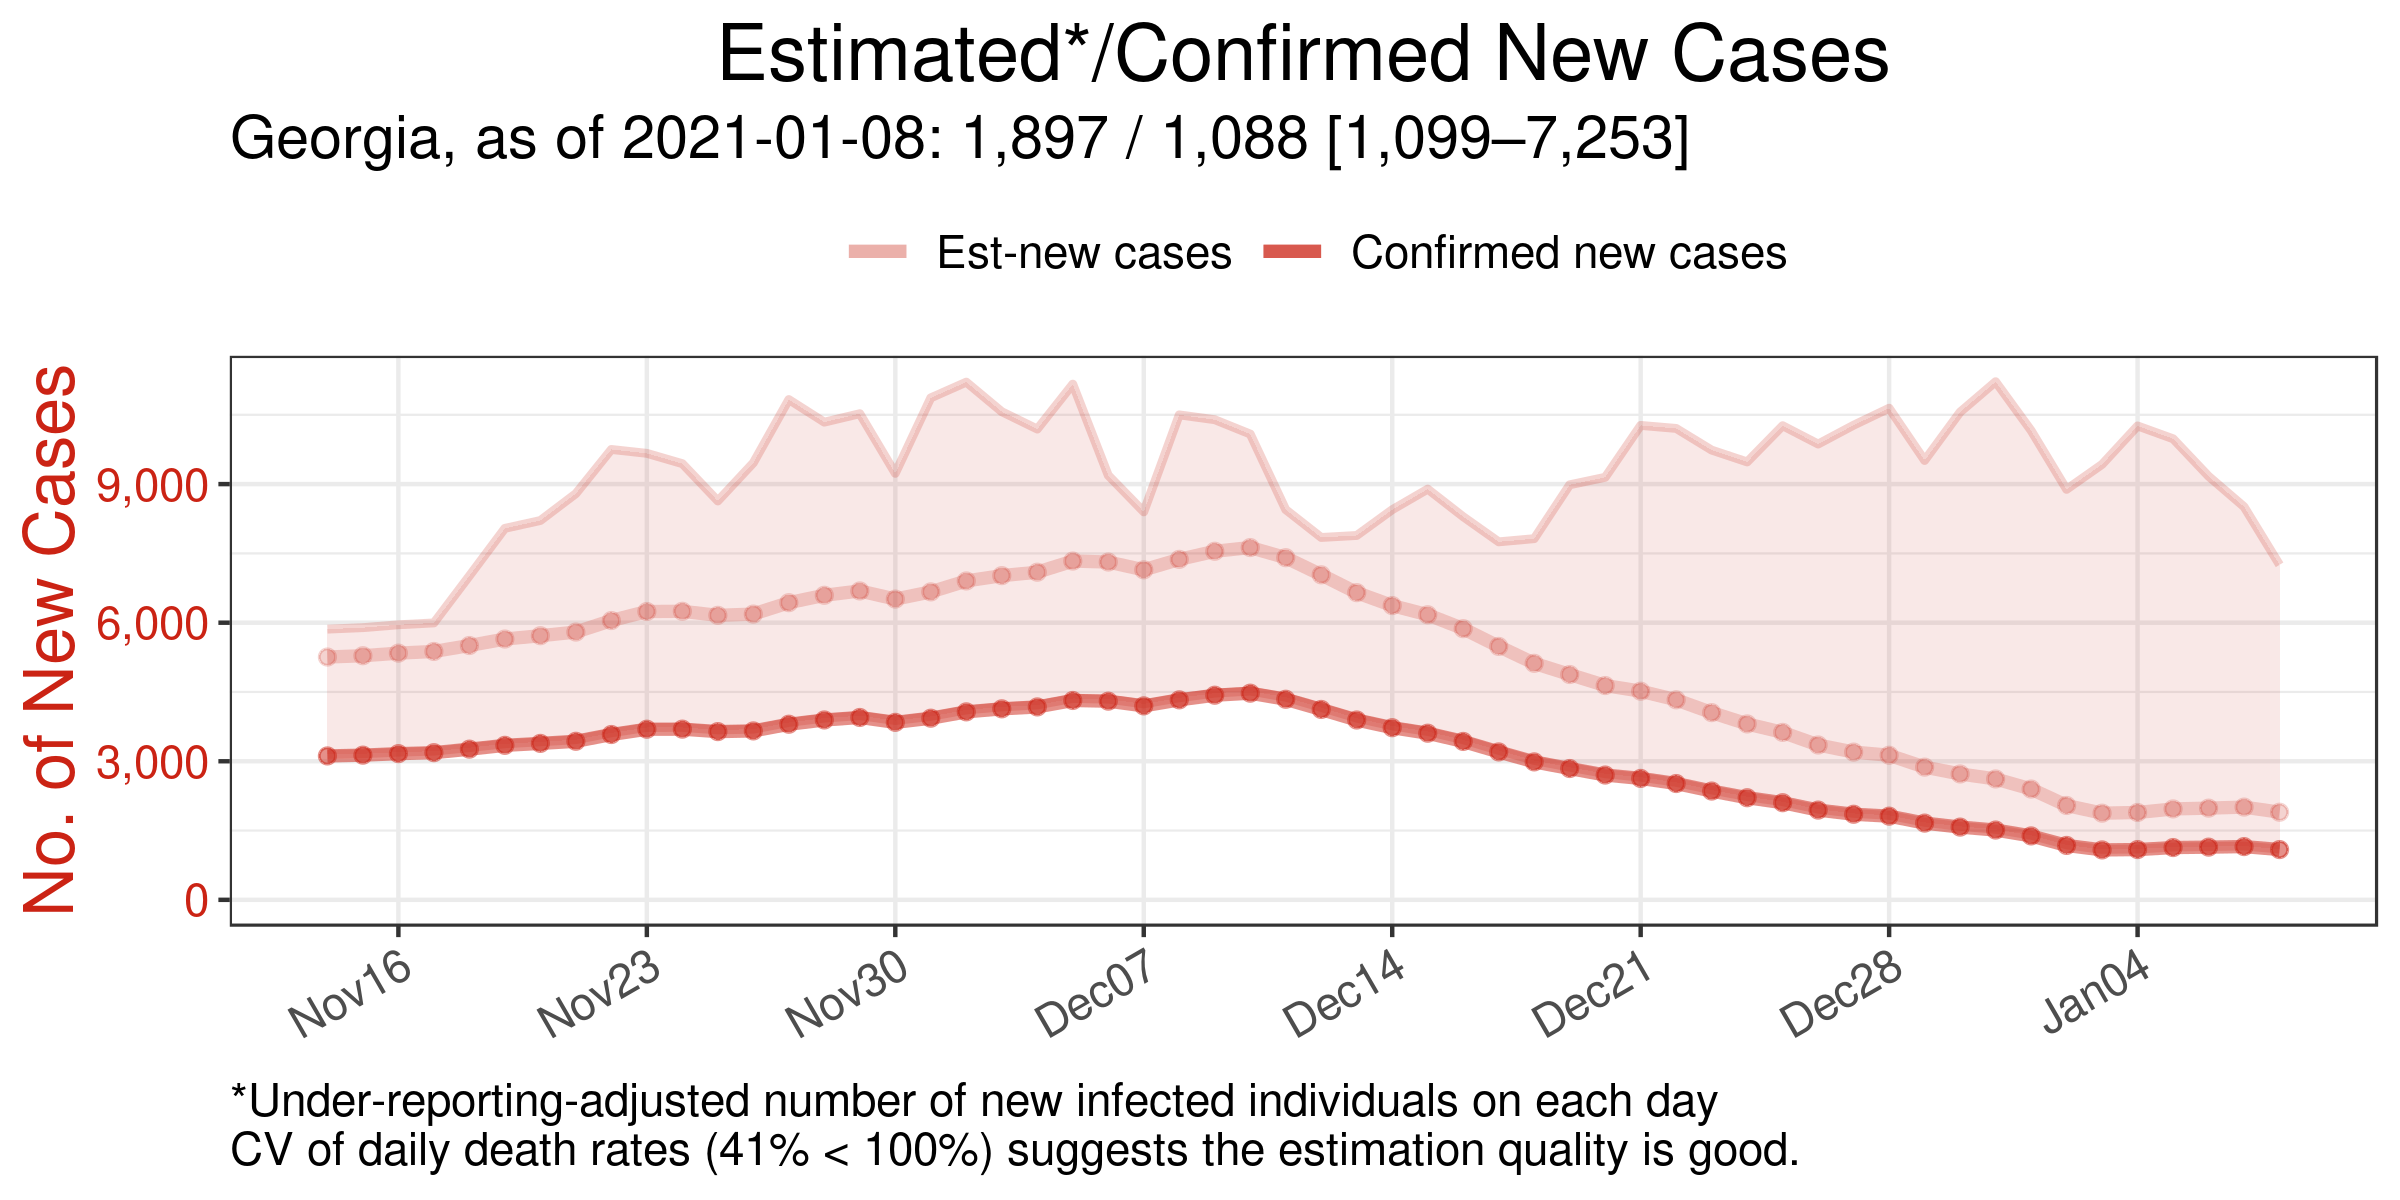 Estimated*/Confirmed New Cases
Georgia, as of 2021-01-08: 1,897 / 1,088 [1,099–7,253]
Est-new cases Confirmed new cases
No. of New Cases
9,000
6,000
3,000
0
Nov16 Nov23 Nov30 Dec07 Dec14 Dec21 Dec28 Jan04
*Under-reporting-adjusted number of new infected individuals on each day
CV of daily death rates (41% < 100%) suggests the estimation quality is good.